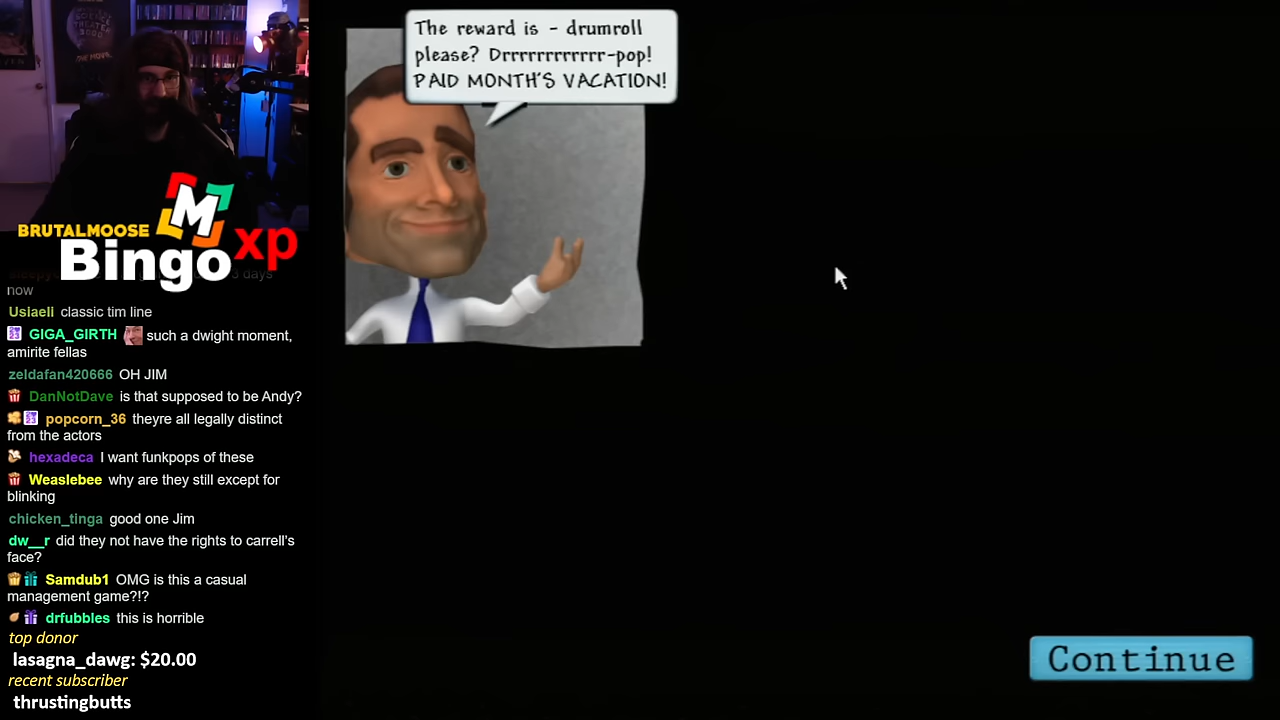 The reward is - drumroll
please? Drrrrrrrrrrrr-pop!
PAID MONTH'S VACATION!
BRUTALMOOSE
M
Bingo xp
3 days
now
Usiaeli classic tim line
GIGA_GIRTH such a dwight moment,
amirite fellas
zeldafan420666 OH JIM
DanNotDave is that supposed to be Andy?
popcorn_36 theyre all legally distinct
from the actors
hexadeca I want funkpops of these
Weaslebee why are they still except for
blinking
chicken_tinga good one Jim
dw__r did they not have the rights to carrell's
face?
Samdub1 OMG is this a casual
management game?!?
drfubbles this is horrible
top donor
lasagna_dawg: $20.00
recent subscriber
thrustingbutts
Continue